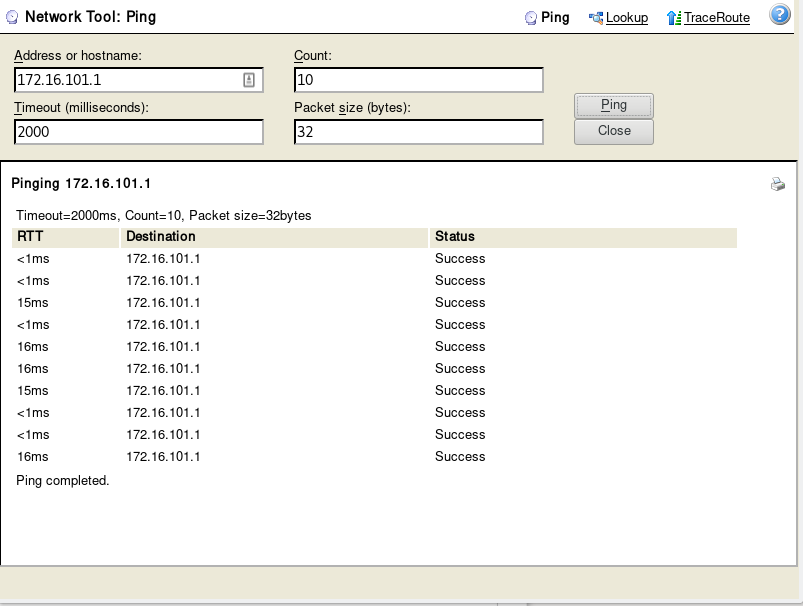 Network Tool: Ping
Ping Lookup TraceRoute ?
Address or hostname: Count:
172.16.101.1 10
Timeout (milliseconds): Packet size (bytes):
2000 32
Ping
Close
Pinging 172.16.101.1
Timeout=2000ms, Count=10, Packet size=32bytes
RTT Destination Status
<1ms 172.16.101.1 Success
<1ms 172.16.101.1 Success
15ms 172.16.101.1 Success
<1ms 172.16.101.1 Success
16ms 172.16.101.1 Success
16ms 172.16.101.1 Success
15ms 172.16.101.1 Success
<1ms 172.16.101.1 Success
<1ms 172.16.101.1 Success
16ms 172.16.101.1 Success
Ping completed.